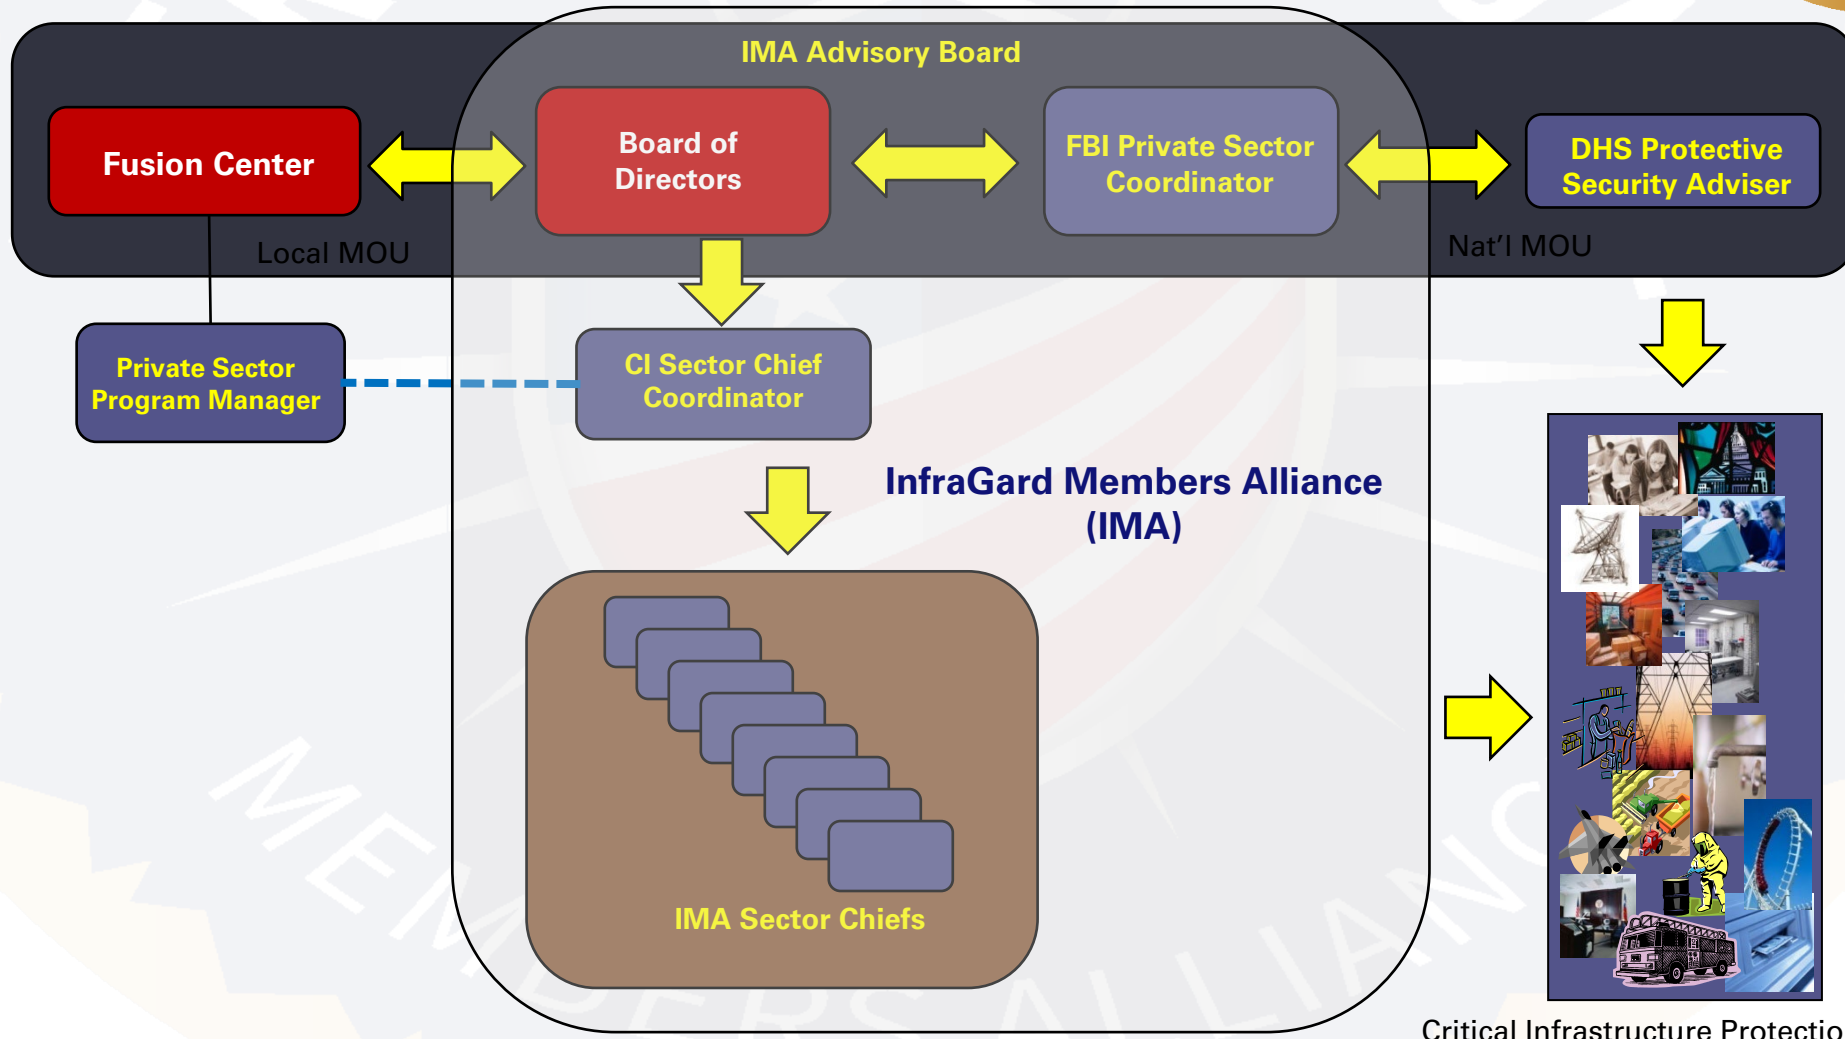 IMA Advisory Board
Fusion Center
Board of
Directors
FBI Private Sector
Coordinator
DHS Protective
Security Adviser
Local MOU
Nat'l MOU
Private Sector
Program Manager
CI Sector Chief
Coordinator
InfraGard Members Alliance
(IMA)
IMA Sector Chiefs
MEMBERS ALLIANC
Critical Infrastructure Protectio